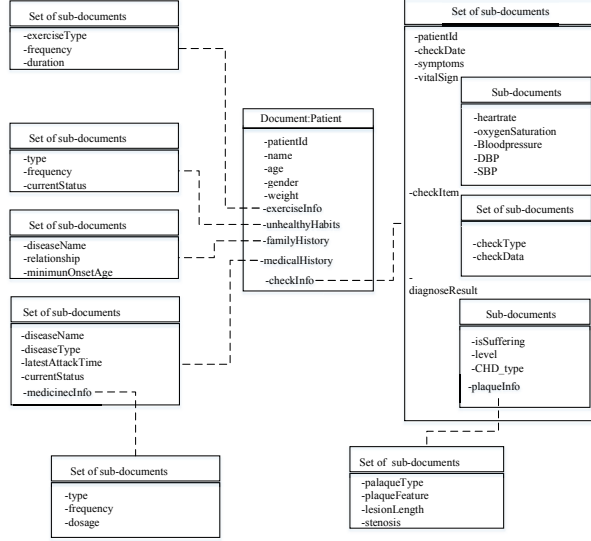 Set of sub-documents
-exerciseType
-frequency
-duration
Set of sub-documents
-type
-frequency
-currentStatus
Set of sub-documents
-diseaseName
-relationship
-minimunOnsetAge
Set of sub-documents
-diseaseName
-diseaseType
-latestAttackTime
-currentStatus
-medicinecInfo
Set of sub-documents
-type
-frequency
-dosage
Document:Patient
-patientId
-name
-age
-gender
-weight
-exerciseInfo
-unhealthyHabits
-familyHistory
-medicalHistory
-checkInfo
Set of sub-documents
-patientId
-checkDate
-symptoms
-vitalSign
Sub-documents
-heartrate
-oxygenSaturation
-Bloodpressure
-DBP
-SBP
-checkItem
Set of sub-documents
-checkType
-checkData
-
diagnoseResult
Sub-documents
-isSuffering
-level
-CHD_type
-plaqueInfo
Set of sub-documents
-palaqueType
-plaqueFeature
-lesionLength
-stenosis